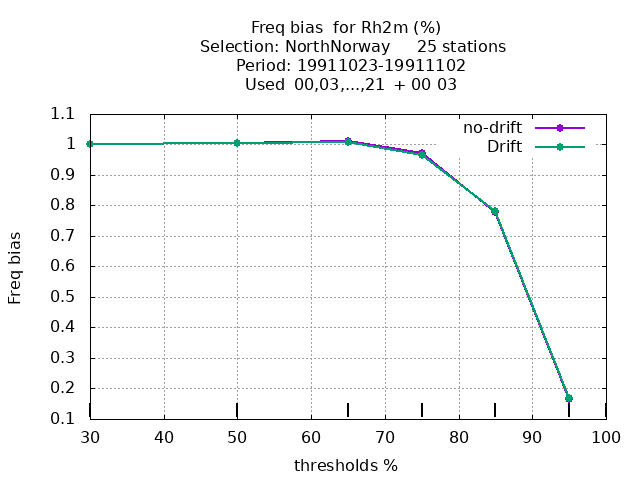 Freq bias  for Rh2m (%)
Selection: NorthNorway     25 stations
Period: 19911023-19911102
Used  00,03,...,21  + 00 03
no-drift
Drift
1.1
1
0.9
0.8
0.7
0.6
0.5
0.4
0.3
0.2
0.1
Freq bias
30 40 50 60 70 80 90 100
thresholds %